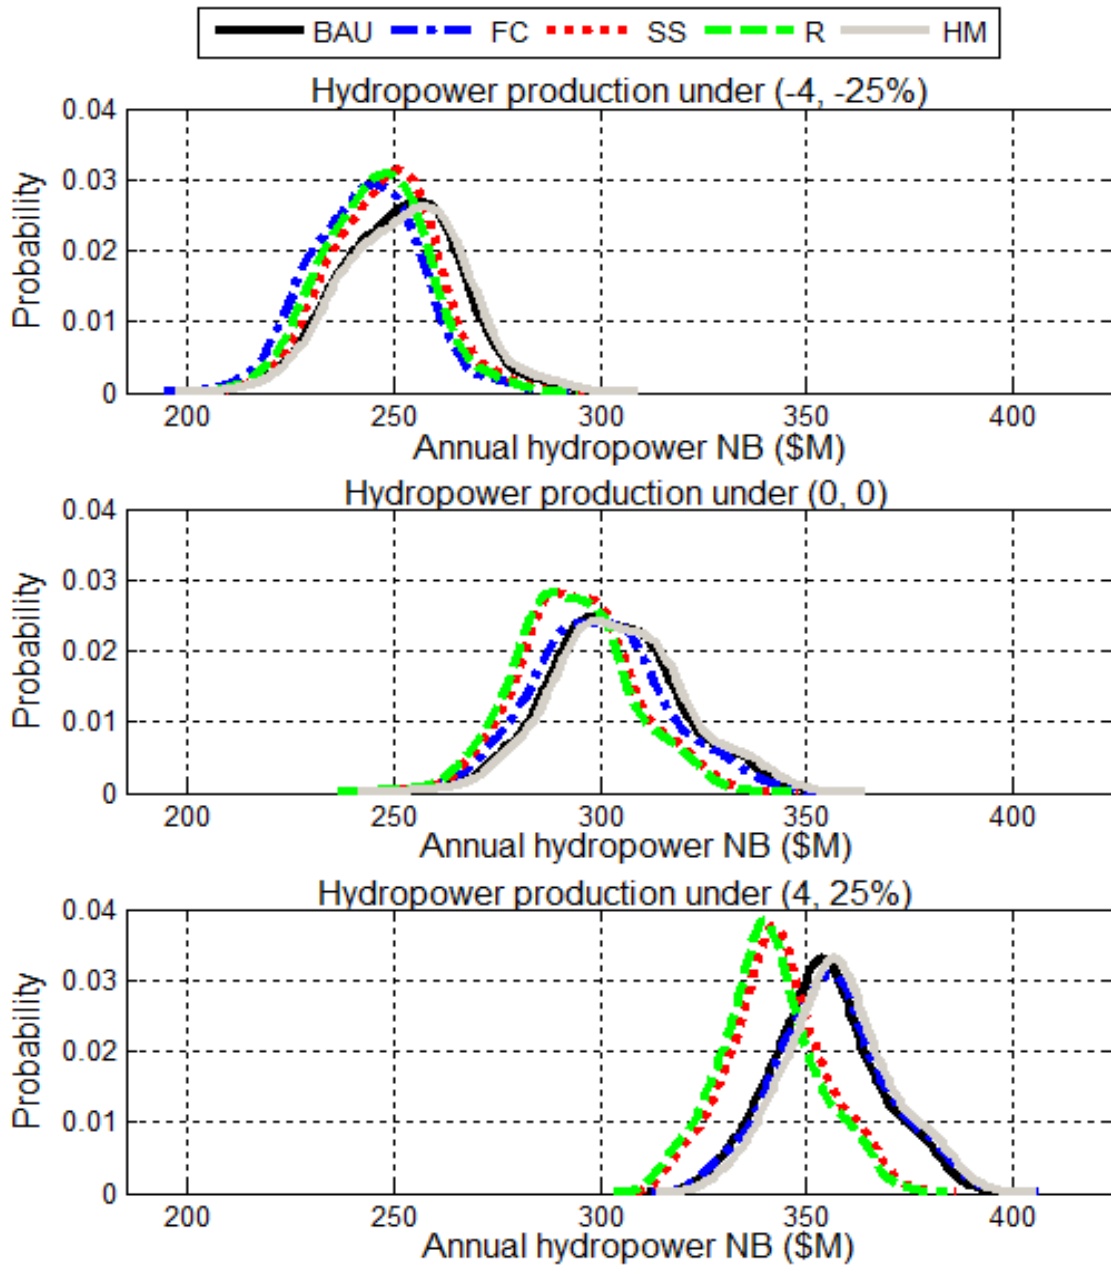 BAU FC SS R HM
Hydropower production under (-4, -25%)
0.04
0.03
0.02
0.01
0
Probability
200 250 300 350 400
Annual hydropower NB ($M)
Hydropower production under (0, 0)
0.04
0.03
0.02
0.01
0
Probability
200 250 300 350 400
Annual hydropower NB ($M)
Hydropower production under (4, 25%)
0.04
0.03
0.02
0.01
0
Probability
200 250 300 350 400
Annual hydropower NB ($M)